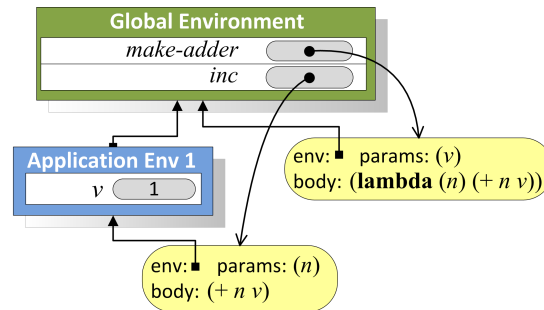 Global Environment
make-adder
inc
Application Env 1
v 1
env: params: (v)
body: (lambda (n) (+ n v))
env: params: (n)
body: (+ n v)